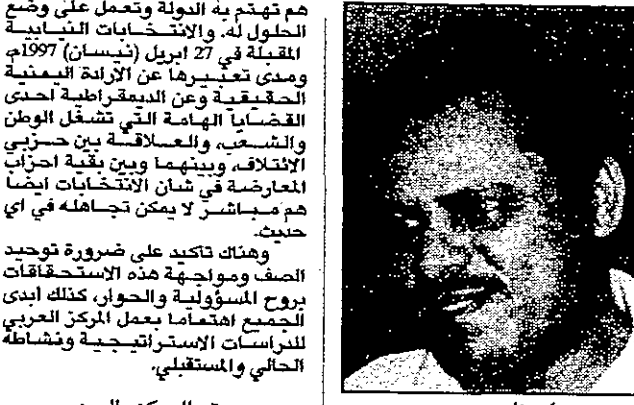 هم تهتم به الدولة وتعمل على وضع
الحلول له. والانتخابات النيابية
المقبلة في 27 ابريل (نيسان) 1997م
ومدى تعبيرها عن الارادة اليمنية
الحقيقية وعن الديمقراطية احدى
القضايا الهامة التي تشغل الوطن
والشعب، والعلاقة بين حزبي
الائتلاف، وبينهما وبين بقية احزاب
المعارضة في شأن الانتخابات ايضا
هم مباشر لا يمكن تجاهله في اي
حديث.
وهناك تاكيد على ضرورة توحيد
الصف ومواجهة هذه الاستحقاقات
بروح المسؤولية والحوار، كذلك ابدى
الجميع اهتماما بعمل المركز العربي
للدراسات الاستراتيجية ونشاطه
الحالي والمستقبلي.